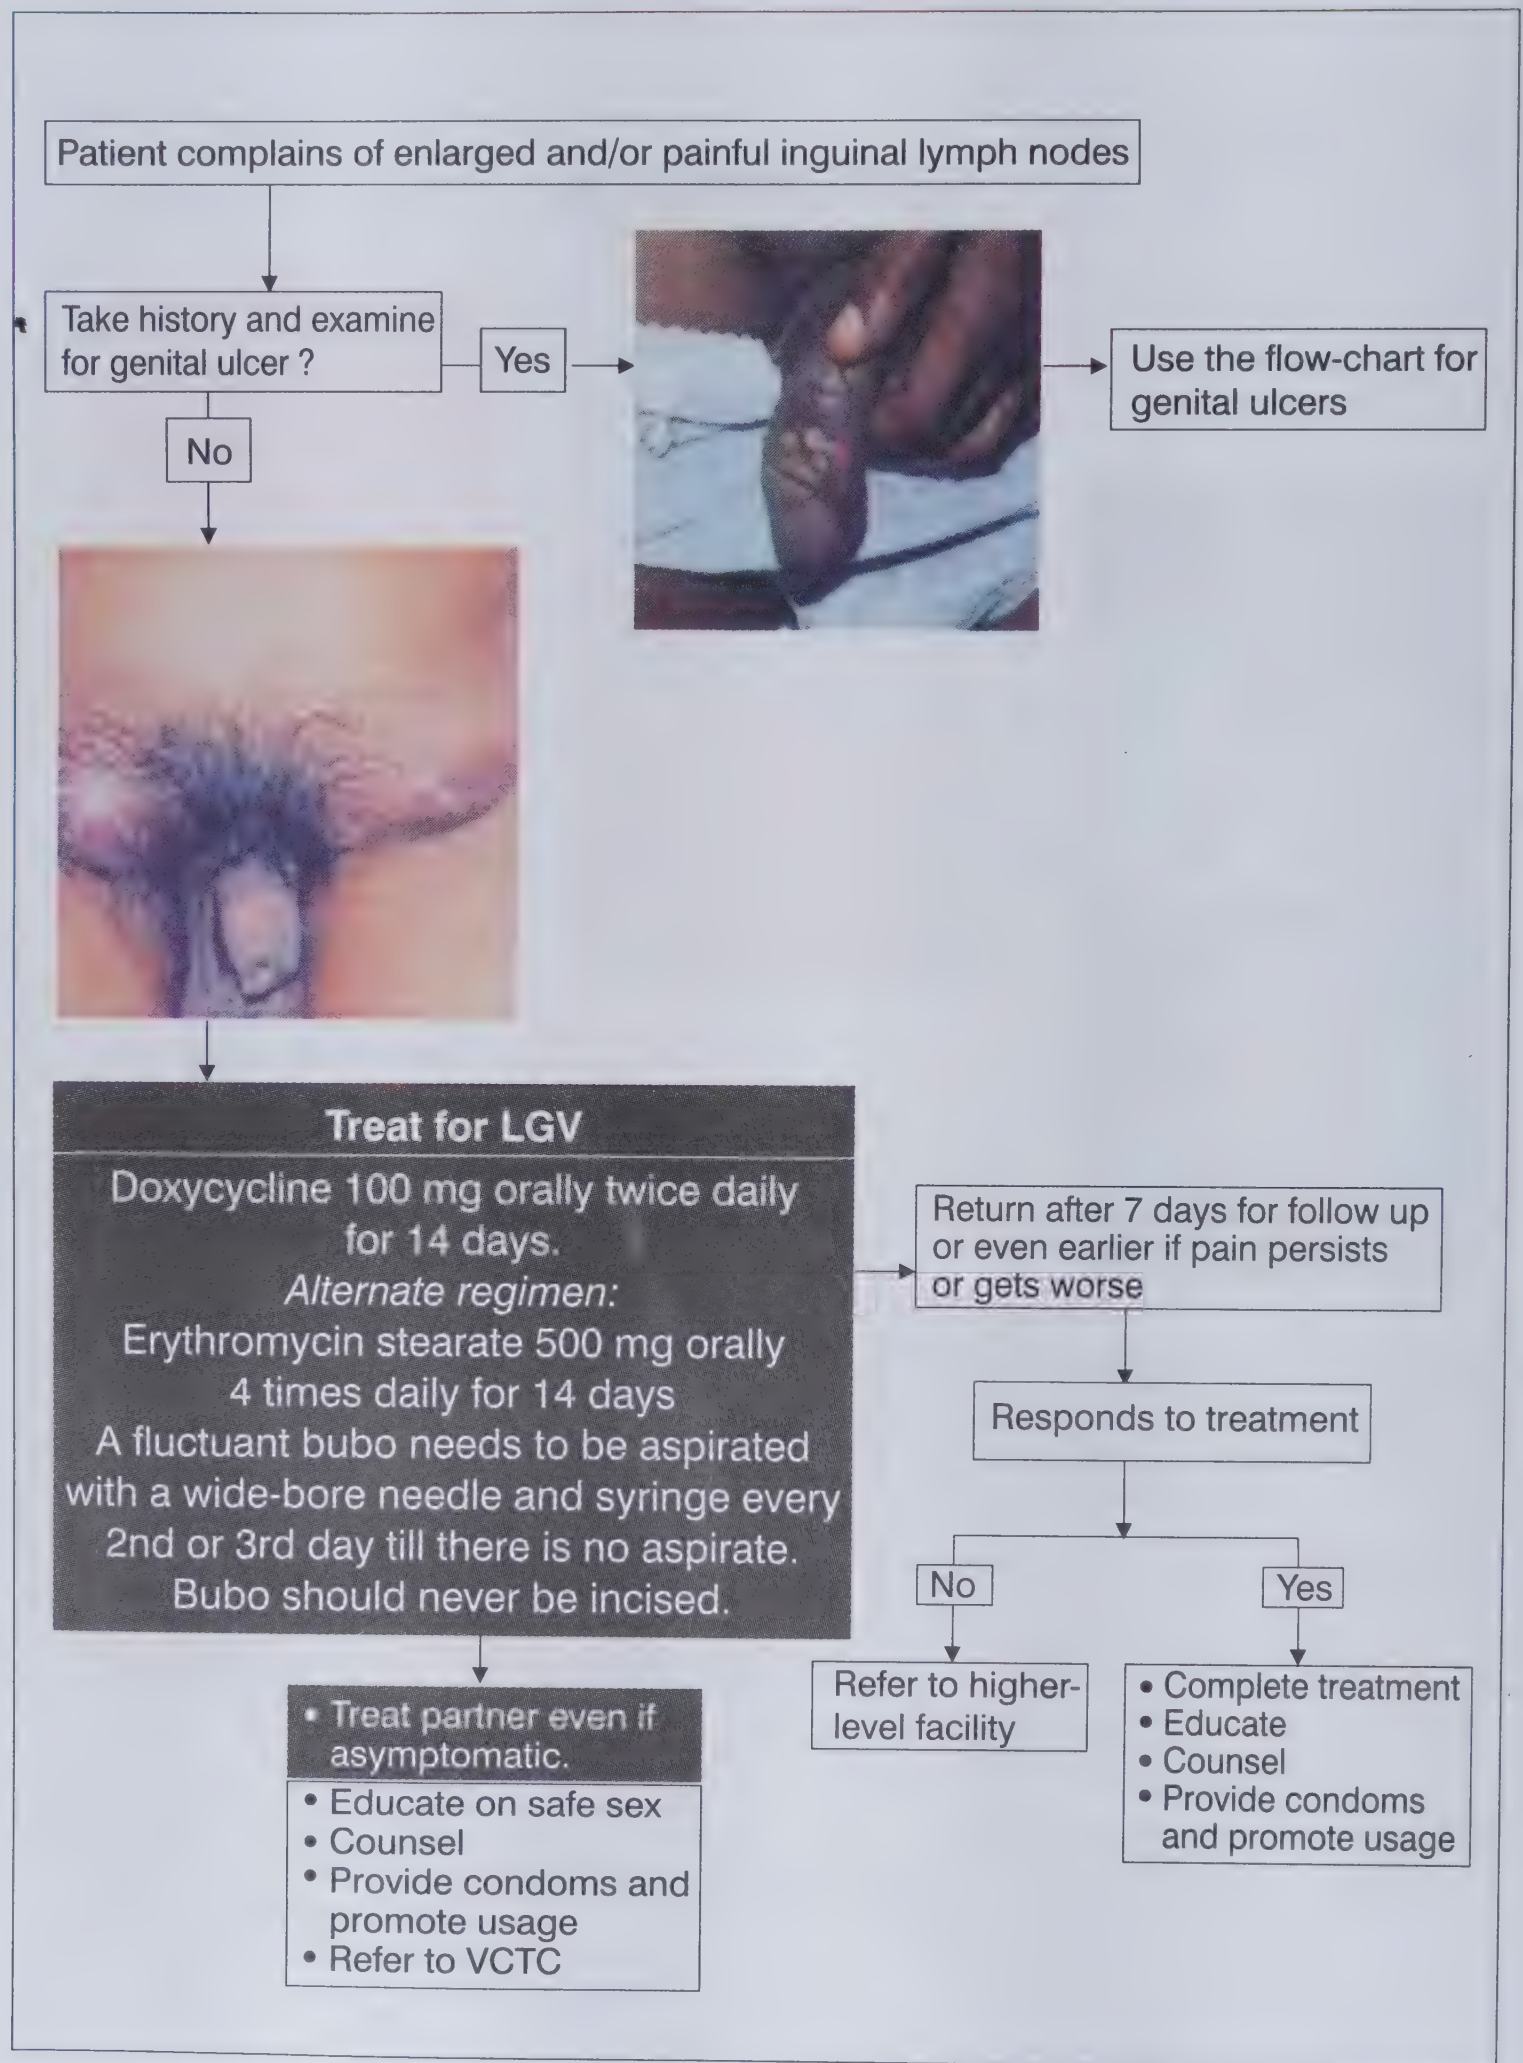 Patient complains of enlarged and/or painful inguinal lymph nodes
Take history and examine
for genital ulcer ?
Yes
Use the flow-chart for
genital ulcers
No
Treat for LGV
Doxycycline 100 mg orally twice daily
for 14 days.
Alternate regimen:
Erythromycin stearate 500 mg orally
4 times daily for 14 days
A fluctuant bubo needs to be aspirated
with a wide-bore needle and syringe every
2nd or 3rd day till there is no aspirate.
Bubo should never be incised.
Return after 7 days for follow up
or even earlier if pain persists
or gets worse
Responds to treatment
No
Yes
Refer to higher-
level facility
• Complete treatment
• Educate
• Counsel
• Provide condoms
and promote usage
• Treat partner even if
asymptomatic.
• Educate on safe sex
• Counsel
• Provide condoms and
promote usage
• Refer to VCTC